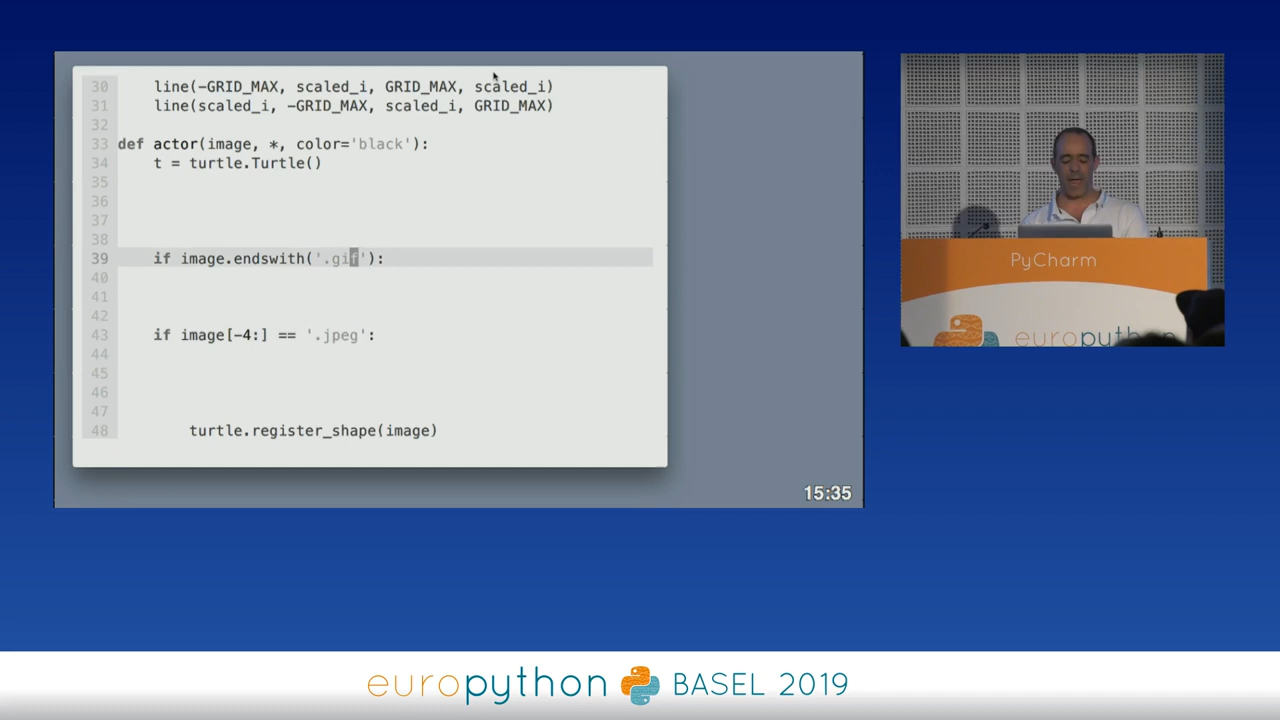 30 line(-GRID_MAX, scaled_i, GRID_MAX, scaled_i)
31 line(scaled_i, -GRID_MAX, scaled_i, GRID_MAX)
32
33 def actor(image, *, color='black'):
34 t = turtle.Turtle()
35
36
37
38
39 if image.endswith('.gif'):
40
41
42
43 if image[-4:] == '.jpeg':
44
45
46
47
48 turtle.register_shape(image)
15:35
PyCharm
europython
europython BASEL 2019